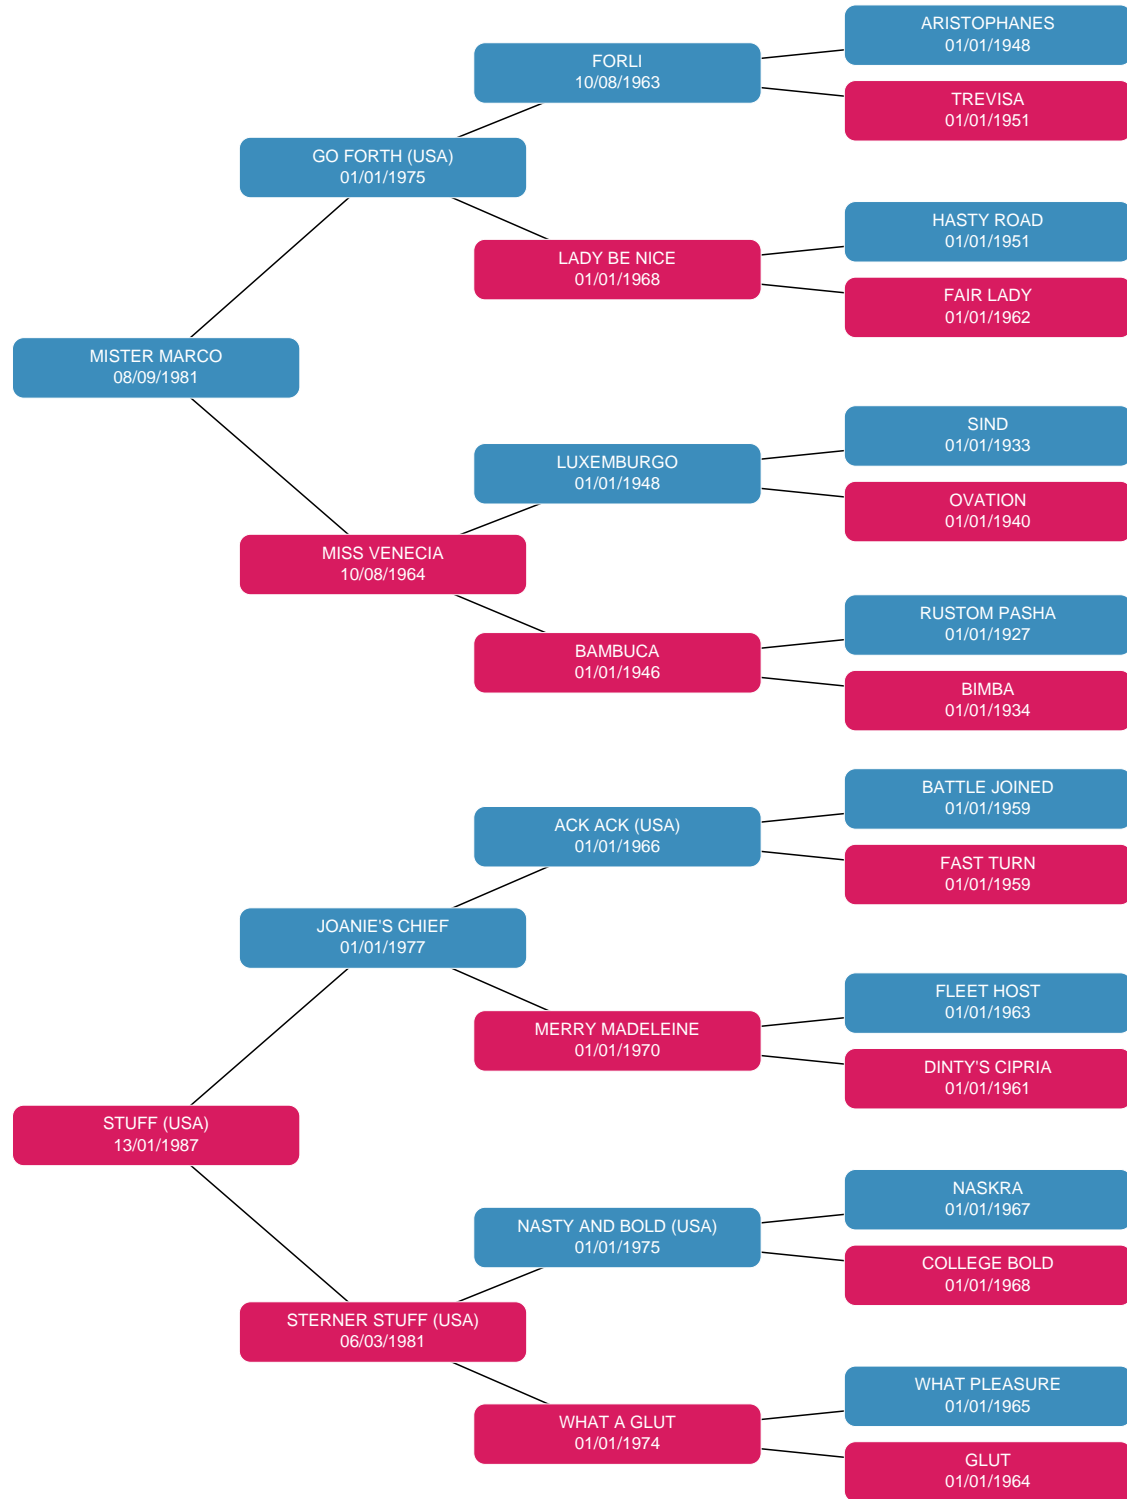 ARISTOPHANES
01/01/1948
FORLI
10/08/1963
TREVISA
01/01/1951
GO FORTH (USA)
01/01/1975
HASTY ROAD
01/01/1951
LADY BE NICE
01/01/1968
FAIR LADY
01/01/1962
MISTER MARCO
08/09/1981
SIND
01/01/1933
LUXEMBURGO
01/01/1948
OVATION
01/01/1940
MISS VENECIA
10/08/1964
RUSTOM PASHA
01/01/1927
BAMBUCA
01/01/1946
BIMBA
01/01/1934
BATTLE JOINED
01/01/1959
ACK ACK (USA)
01/01/1966
FAST TURN
01/01/1959
JOANIE'S CHIEF
01/01/1977
FLEET HOST
01/01/1963
MERRY MADELEINE
01/01/1970
DINTY'S CIPRIA
01/01/1961
STUFF (USA)
13/01/1987
NASKRA
01/01/1967
NASTY AND BOLD (USA)
01/01/1975
COLLEGE BOLD
01/01/1968
STERNER STUFF (USA)
06/03/1981
WHAT PLEASURE
01/01/1965
WHAT A GLUT
01/01/1974
GLUT
01/01/1964